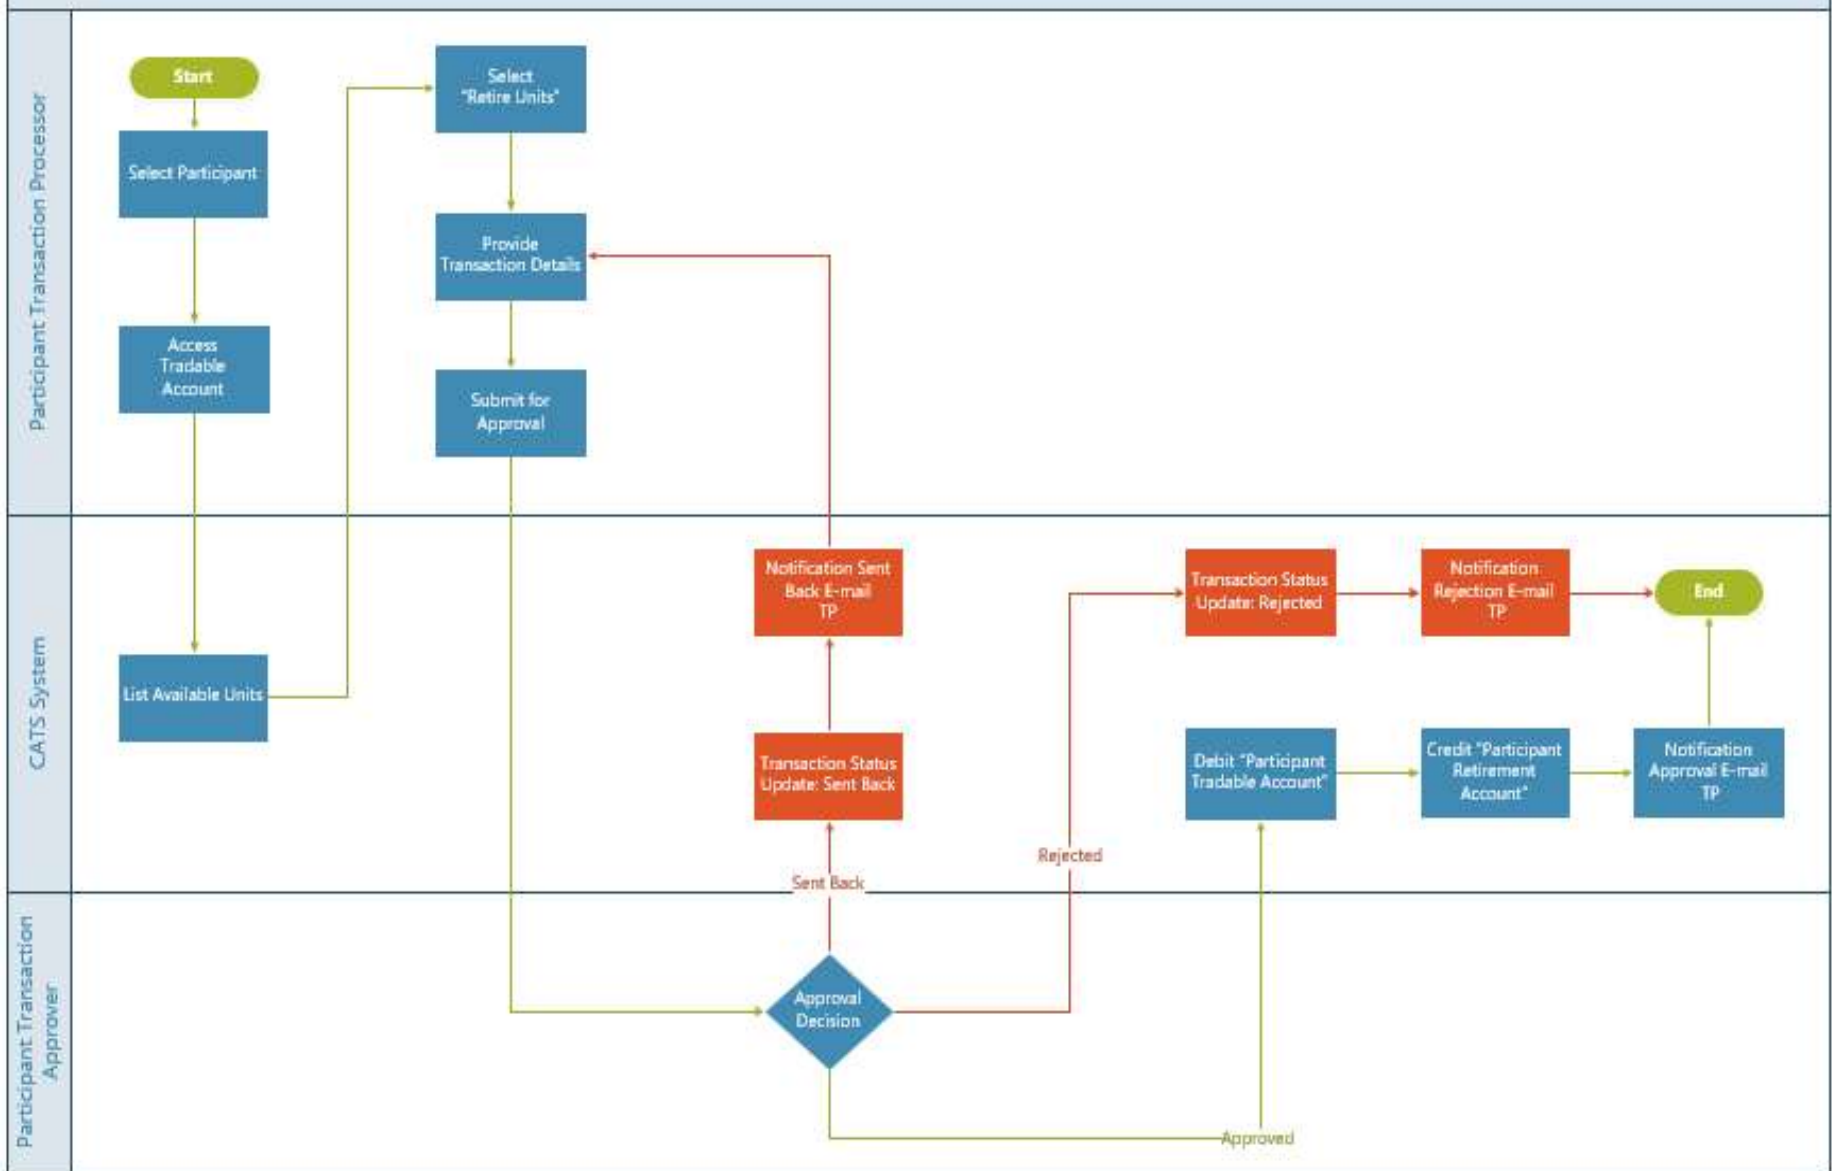 Participant Transaction Processor
Start
Select Participant
Access
Tradable
Account
Select
"Retire Units"
Provide
Transaction Details
Submit for
Approval
CATS System
List Available Units
Notification Sent
Back E-mail
TP
Transaction Status
Update: Sent Back
Sent Back
Rejected
Transaction Status
Update: Rejected
Notification
Rejection E-mail
TP
End
Debit "Participant
Tradable Account"
Credit "Participant
Retirement
Account"
Notification
Approval E-mail
TP
Participant Transaction
Approver
Approval
Decision
Approved